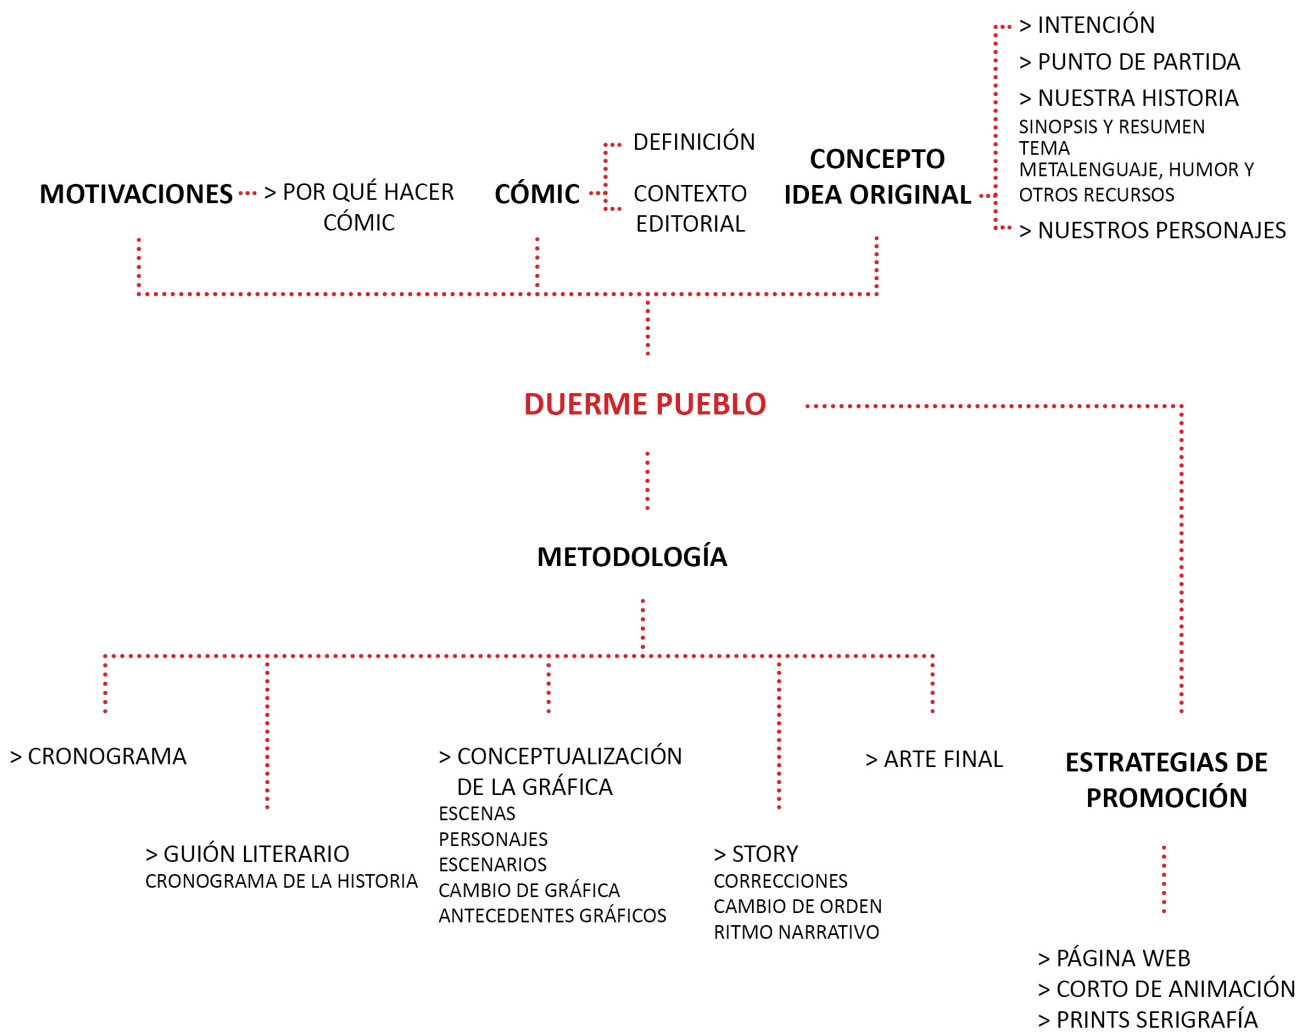 MOTIVACIONES
> POR QUÉ HACER
CÓMIC
CÓMIC
DEFINICIÓN
CONTEXTO
EDITORIAL
CONCEPTO
IDEA ORIGINAL
> INTENCIÓN
> PUNTO DE PARTIDA
> NUESTRA HISTORIA
SINOPSIS Y RESUMEN
TEMA
METALENGUAJE, HUMOR Y
OTROS RECURSOS
> NUESTROS PERSONAJES
DUERME PUEBLO
METODOLOGÍA
> CRONOGRAMA
> GUIÓN LITERARIO
CRONOGRAMA DE LA HISTORIA
> CONCEPTUALIZACIÓN
DE LA GRÁFICA
ESCENAS
PERSONAJES
ESCENARIOS
CAMBIO DE GRÁFICA
ANTECEDENTES GRÁFICOS
> STORY
CORRECCIONES
CAMBIO DE ORDEN
RITMO NARRATIVO
> ARTE FINAL
ESTRATEGIAS DE
PROMOCIÓN
> PÁGINA WEB
> CORTO DE ANIMACIÓN
> PRINTS SERIGRAFÍA